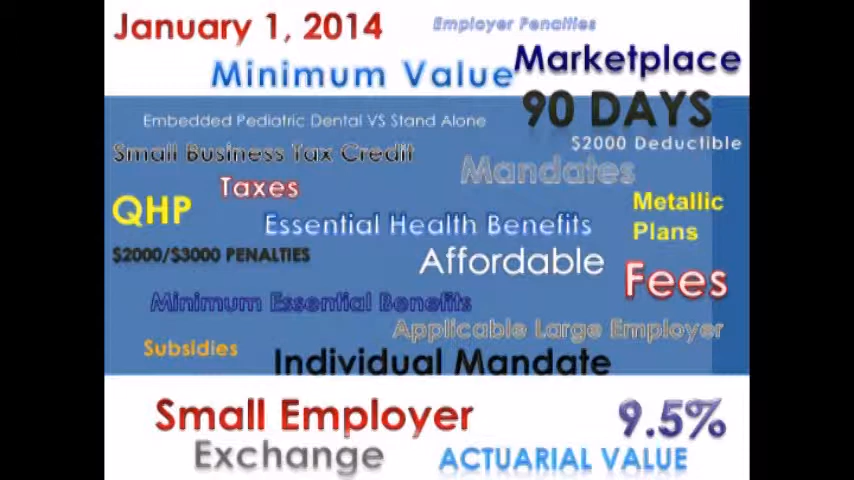 January 1, 2014
Employer Penalties
Minimum Value
Marketplace
90 DAYS
Embedded Pediatric Dental VS Stand Alone
$2000 Deductible
Small Business Tax Credit
Mandates
Taxes
QHP
Metallic
Plans
Essential Health Benefits
$2000/$3000 PENALTIES
Affordable
Fees
Minimum Essential Benefits
Applicable Large Employer
Subsidies
Individual Mandate
Small Employer
9.5%
Exchange
ACTUARIAL VALUE